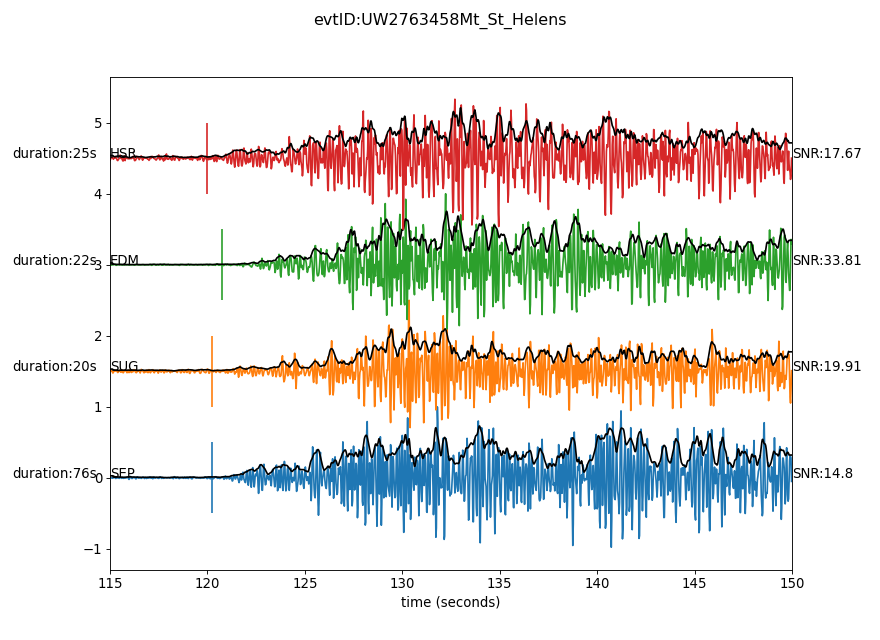 evtID:UW2763458Mt_St_Helens
5
duration:25s HSR SNR:17.67
4
duration:22s 3 EDM SNR:33.81
2
duration:20s SUG SNR:19.91
1
duration:76s 0 SEP SNR:14.8
−1
115 120 125 130 135 140 145 150
time (seconds)